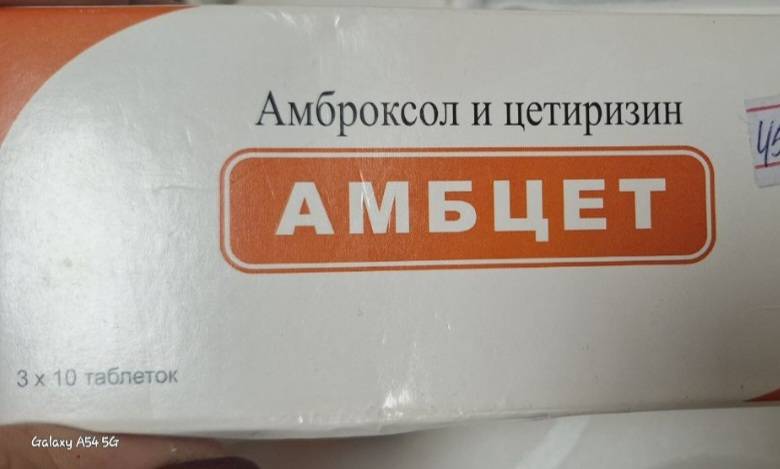 Амброксол и цетиризин
АМБЦЕТ
3 x 10 таблеток
Galaxy A54 5G